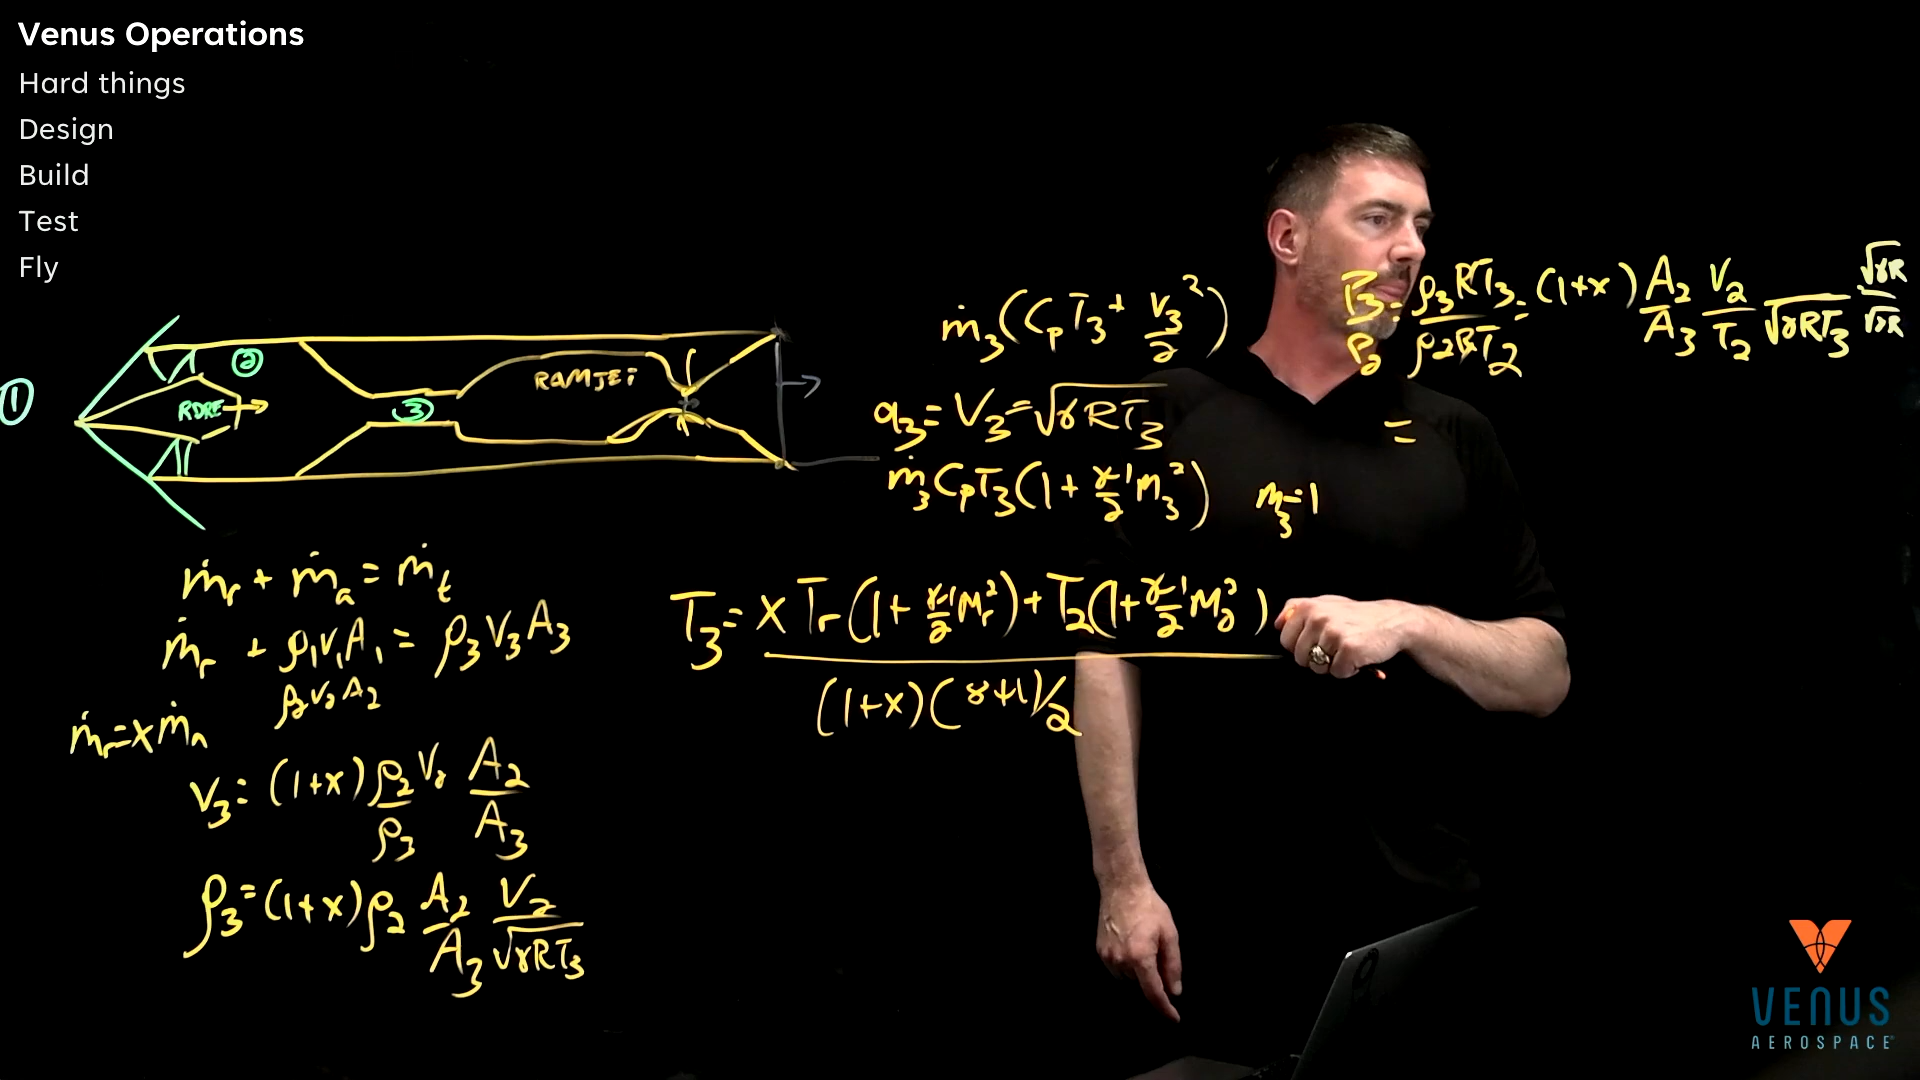 Venus Operations
Hard things
Design
Build
Test
Fly
①
②
RDRE
③
RAMJET
ṁᵣ + ṁₐ = ṁₜ
ṁᵣ + ρ₁V₁A₁ = ρ₃V₃A₃
ρ₂V₂A₂
ṁᵣ = xṁₐ
V₃ = (1+x) ρ₂/ρ₃ V₂ A₂/A₃
ρ₃ = (1+x) ρ₂ A₂/A₃ V₂/√γRT₃
ṁ₃(CₚT₃ + V₃²/2)
a₃ = V₃ = √γRT₃
ṁ₃CₚT₃(1 + γ-1/2 M₃²) M₃=1
T₃ = xTᵣ(1 + γ-1/2 Mᵣ²) + T₂(1 + γ-1/2 M₂²) / (1+x)(γ+1)/2
P₃/P₂ = ρ₃RT₃/ρ₂RT₂ = (1+x) A₂/A₃ V₂/T₂ √γRT₃ √γR/√γR
=
VENUS
AEROSPACE